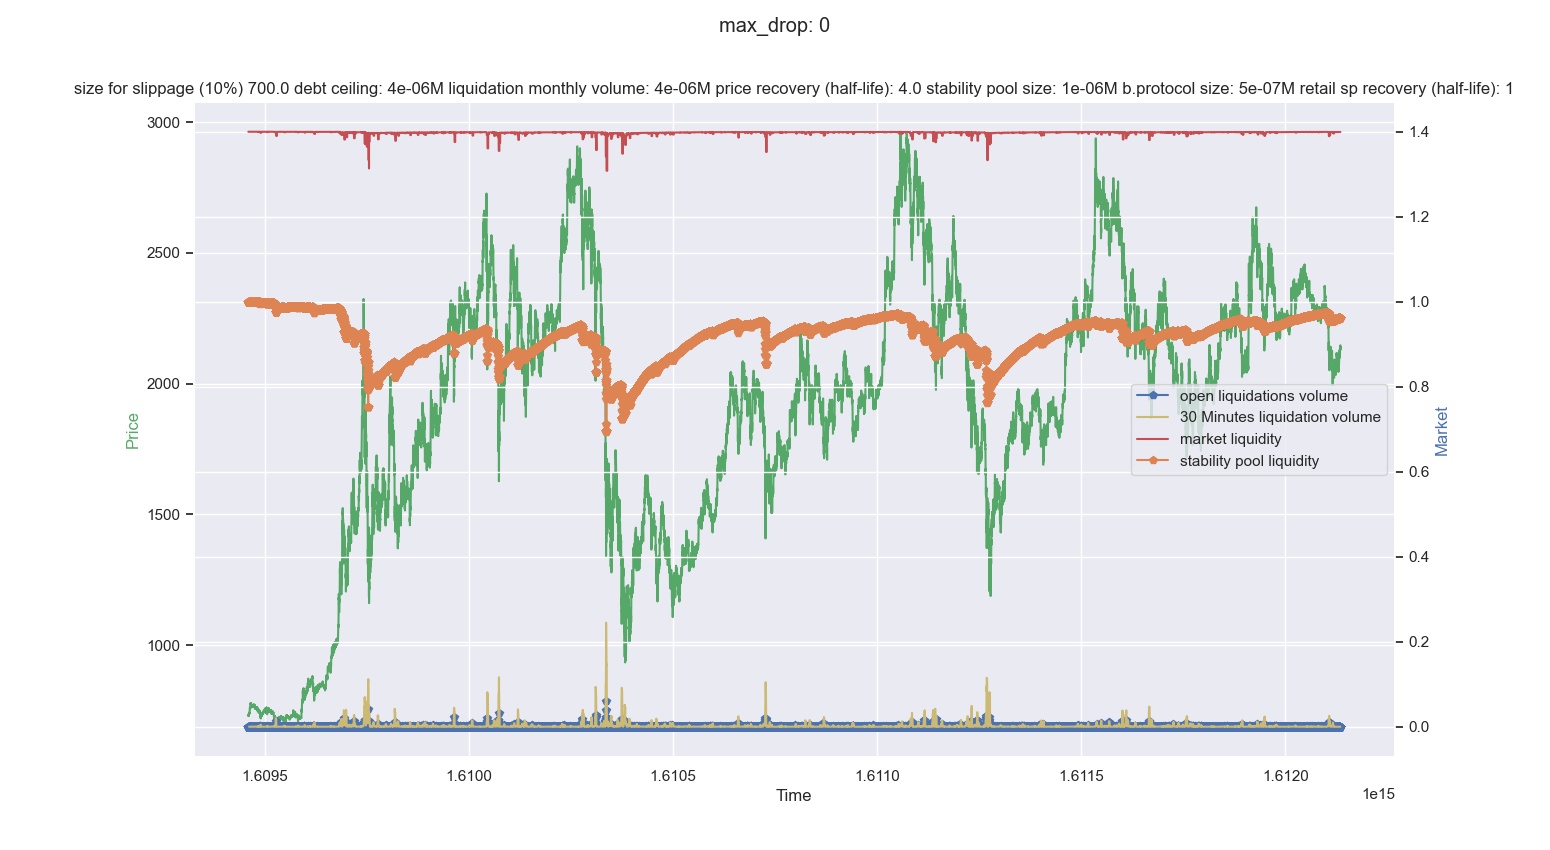 max_drop: 0
size for slippage (10%) 700.0 debt ceiling: 4e-06M liquidation monthly volume: 4e-06M price recovery (half-life): 4.0 stability pool size: 1e-06M b.protocol size: 5e-07M retail sp recovery (half-life): 1
3000
2500
2000
1500
1000
Price
1.4
1.2
1.0
0.8
0.6
0.4
0.2
0.0
Market
open liquidations volume
30 Minutes liquidation volume
market liquidity
stability pool liquidity
1.6095 1.6100 1.6105 1.6110 1.6115 1.6120
Time
1e15